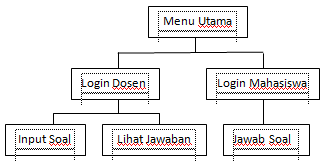 Menu Utama
Login Dosen
Login Mahasiswa
Input Soal
Lihat Jawaban
Jawab Soal